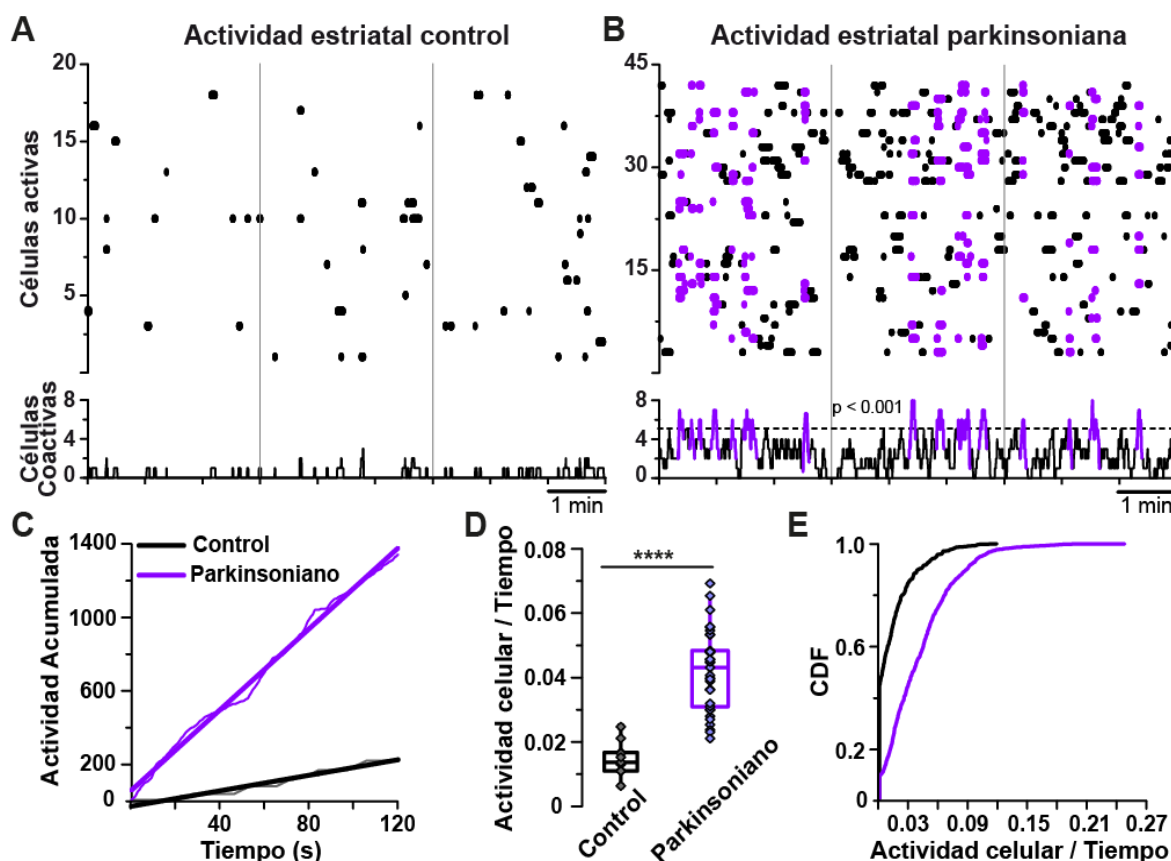 A
Actividad estriatal control
20
15
10
5
Células activas
8
4
0
Células
Coactivas
1 min
B
Actividad estriatal parkinsoniana
45
30
15
8
4
0
p < 0.001
1 min
C
1400
1000
600
200
0
Actividad Acumulada
Control
Parkinsoniano
40
80
120
Tiempo (s)
D
0.08
0.06
0.04
0.02
0
Actividad celular / Tiempo
****
Control
Parkinsoniano
E
1.0
0.6
0.2
0
CDF
0.03
0.09
0.15
0.21
0.27
Actividad celular / Tiempo